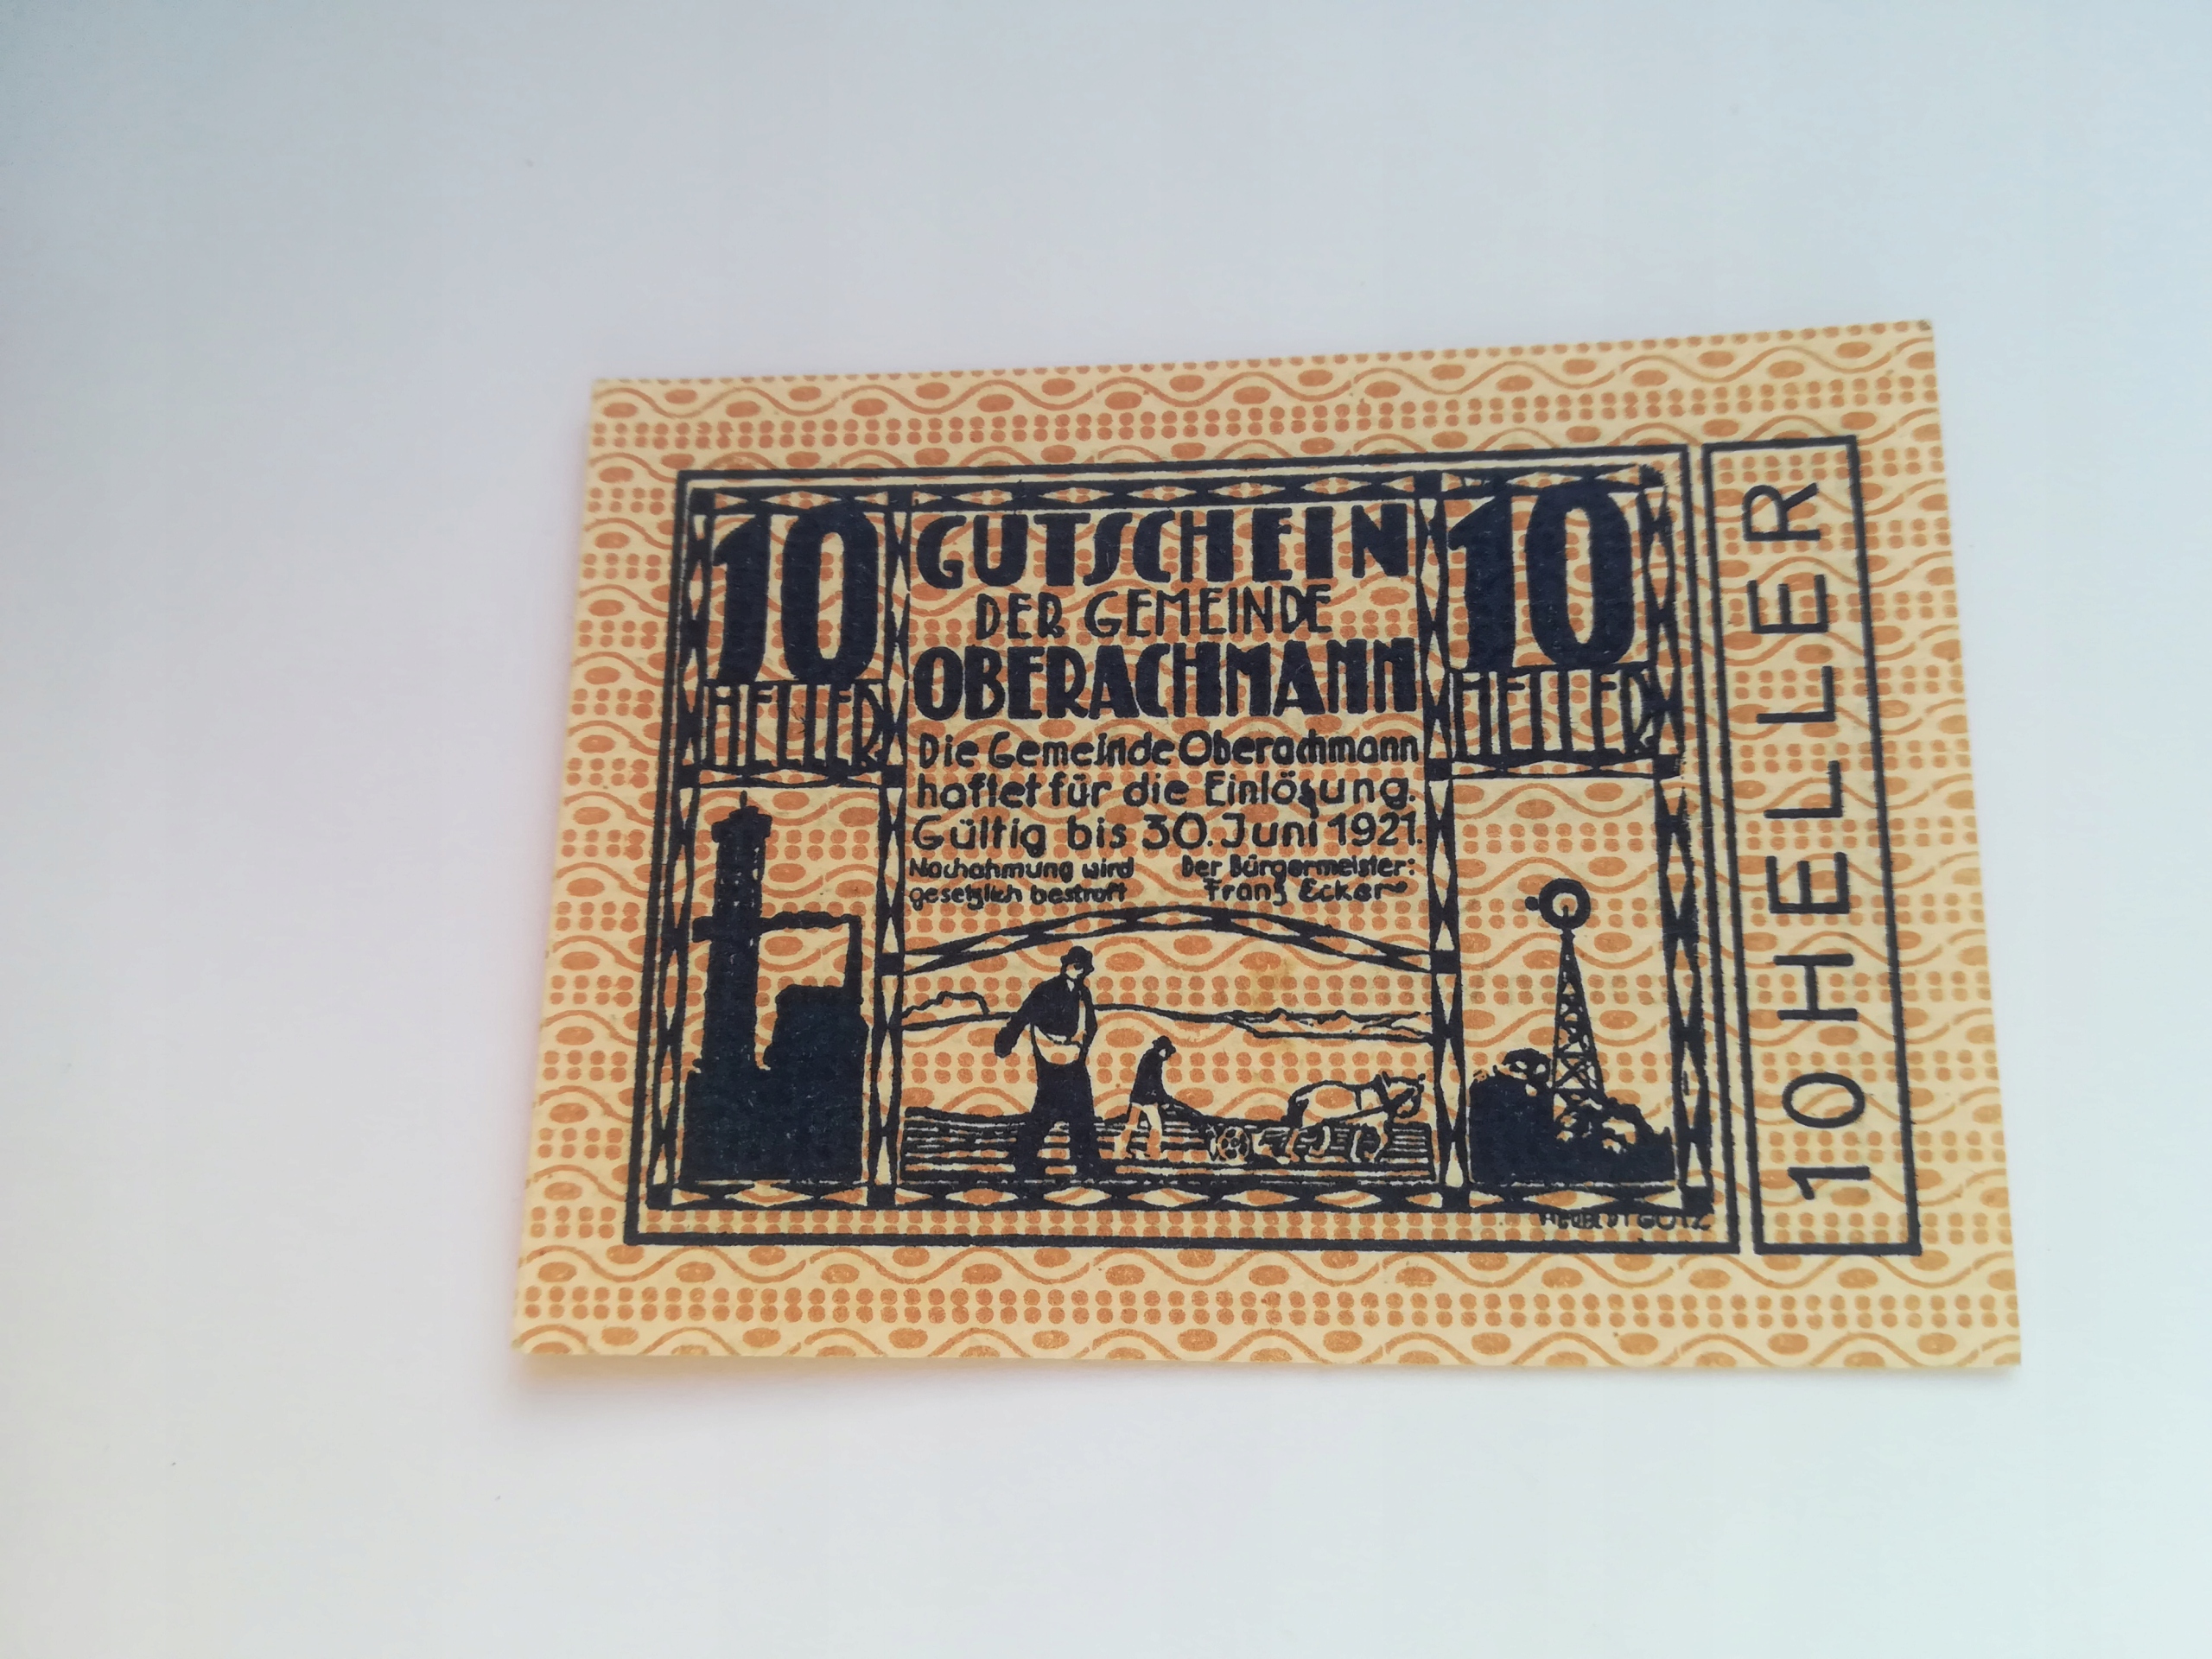 10
HELLER
GUTSCHEIN
DER GEMEINDE
OBERACHMANN
Die Gemeinde Oberachmann
haftet für die Einlösung.
Gültig bis 30. Juni 1921.
Nachahmung wird
gesetzlich bestraft
Der Bürgermeister:
Franz Ecker
10
HELLER
10 HELLER